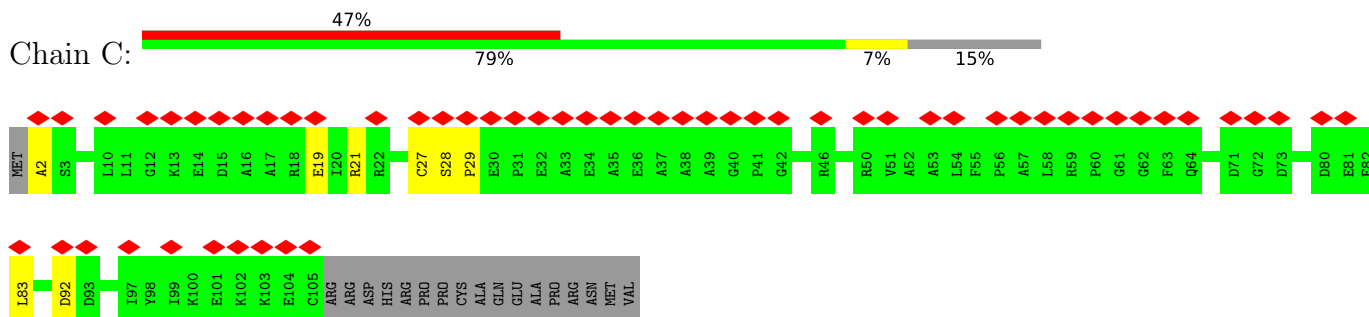 47%
Chain C:
79% 7% 15%
MET A2 S3 L10 L11 G12 K13 E14 D15 A16 A17 R18 E19 I20 R21 R22 C27 S28 P29 E30 P31 E32 A33 E34 A35 E36 A37 A38 A39 G40 P41 G42 R46 R50 V51 A52 A53 L54 F55 P56 A57 L58 R59 P60 G61 G62 F63 Q64 D71 G72 D73 D80 E81
L83 D92 D93 I97 Y98 I99 K100 E101 K102 K103 E104 C105 ARG ARG ASP HIS ARG PRO PRO CYS ALA GLN GLU ALA PRO ARG ASN MET VAL